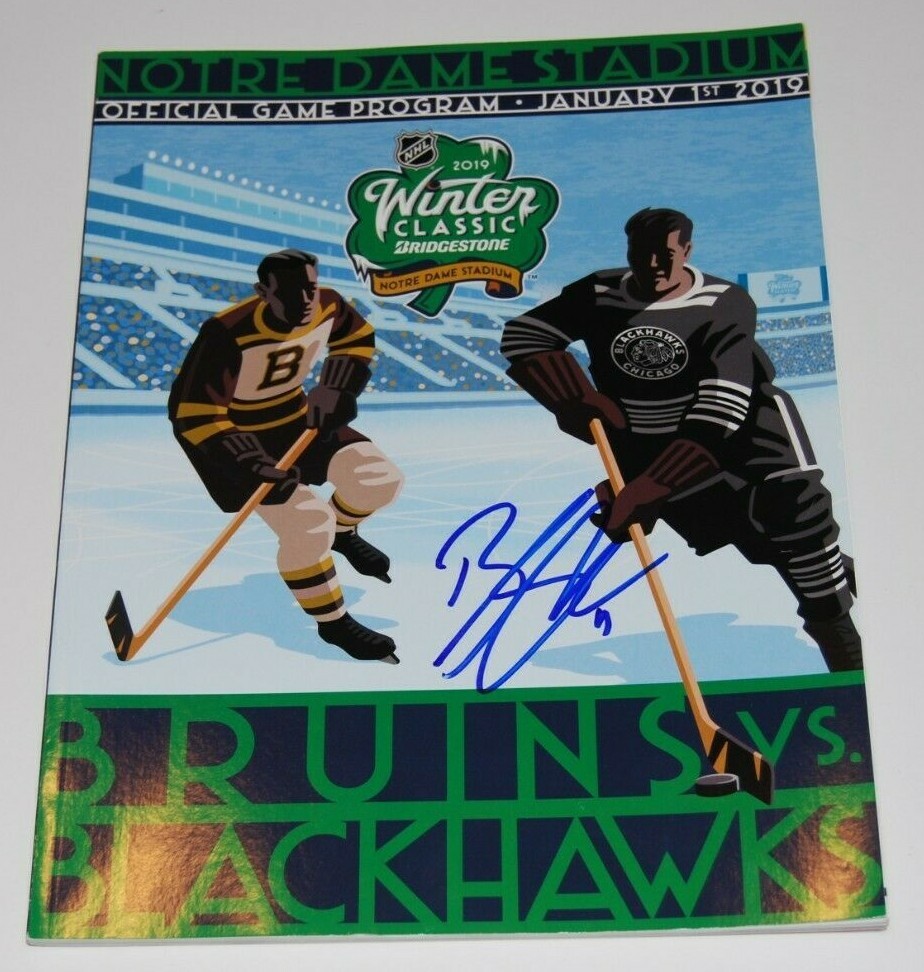 NOTRE DAME STADIUM
OFFICIAL GAME PROGRAM • JANUARY 1ST 2019
NHL
2019
Winter
CLASSIC
BRIDGESTONE
NOTRE DAME STADIUM ™
B
BLACKHAWKS
CHICAGO
BRUINS VS.
BLACKHAWKS